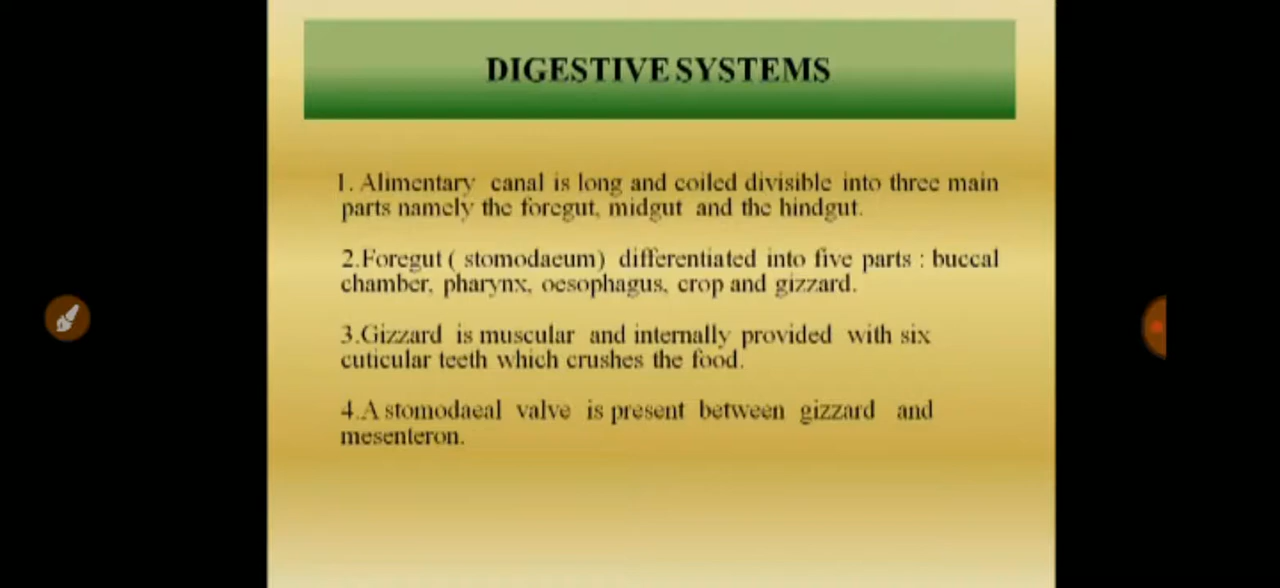 DIGESTIVE SYSTEMS
1. Alimentary canal is long and coiled divisible into three main
parts namely the foregut, midgut and the hindgut.
2.Foregut ( stomodaeum) differentiated into five parts : buccal
chamber, pharynx, oesophagus, crop and gizzard.
3.Gizzard is muscular and internally provided with six
cuticular teeth which crushes the food.
4.A stomodaeal valve is present between gizzard and
mesenteron.